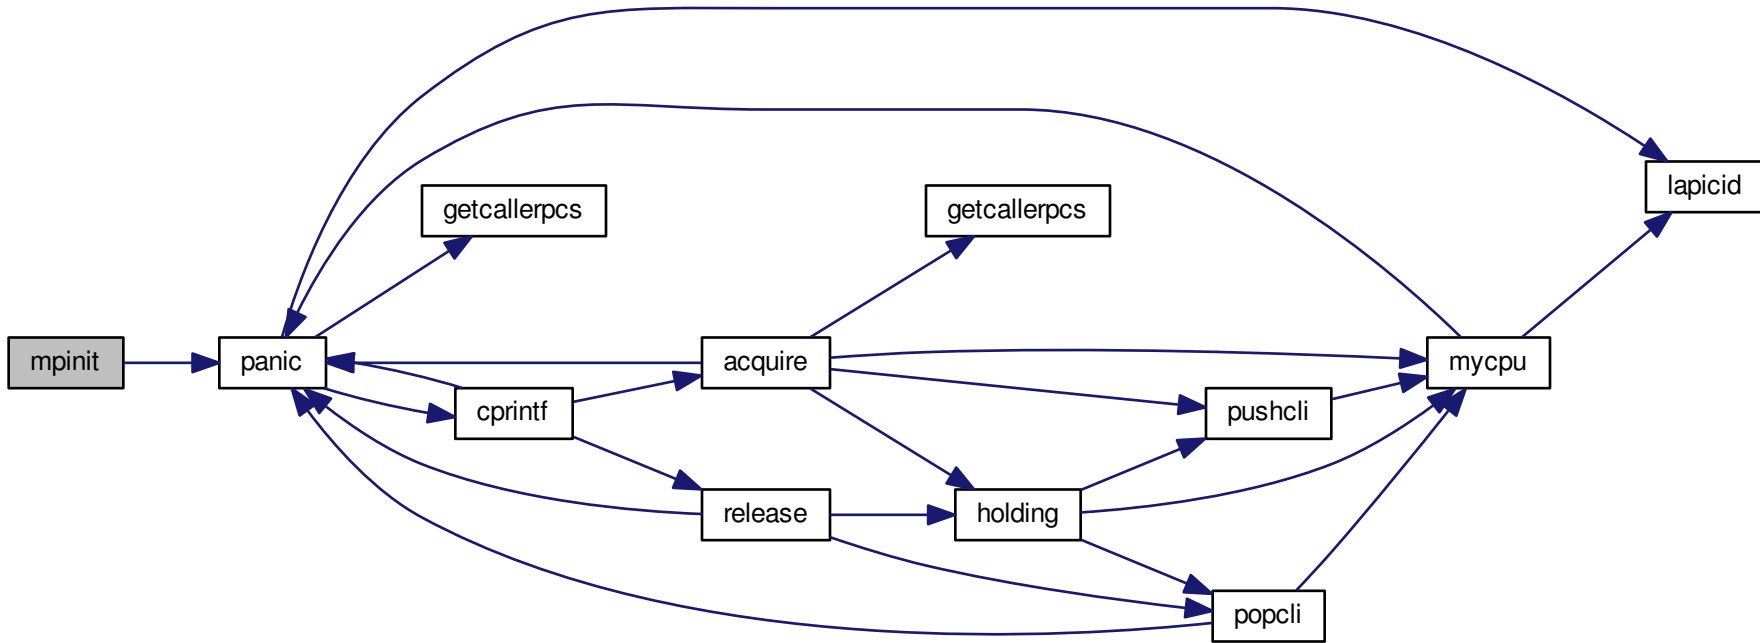 lapicid
getcallerpcs
getcallerpcs
mpinit
panic
acquire
mycpu
cprintf
pushcli
release
holding
popcli